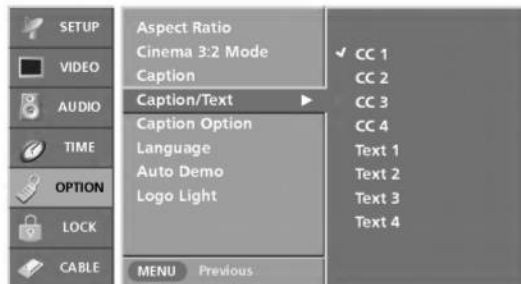 SETUP
VIDEO
AUDIO
TIME
OPTION
LOCK
CABLE
Aspect Ratio
Cinema 3:2 Mode
Caption
Caption/Text
Caption Option
Language
Auto Demo
Logo Light
MENU Previous
CC 1
CC 2
CC 3
CC 4
Text 1
Text 2
Text 3
Text 4